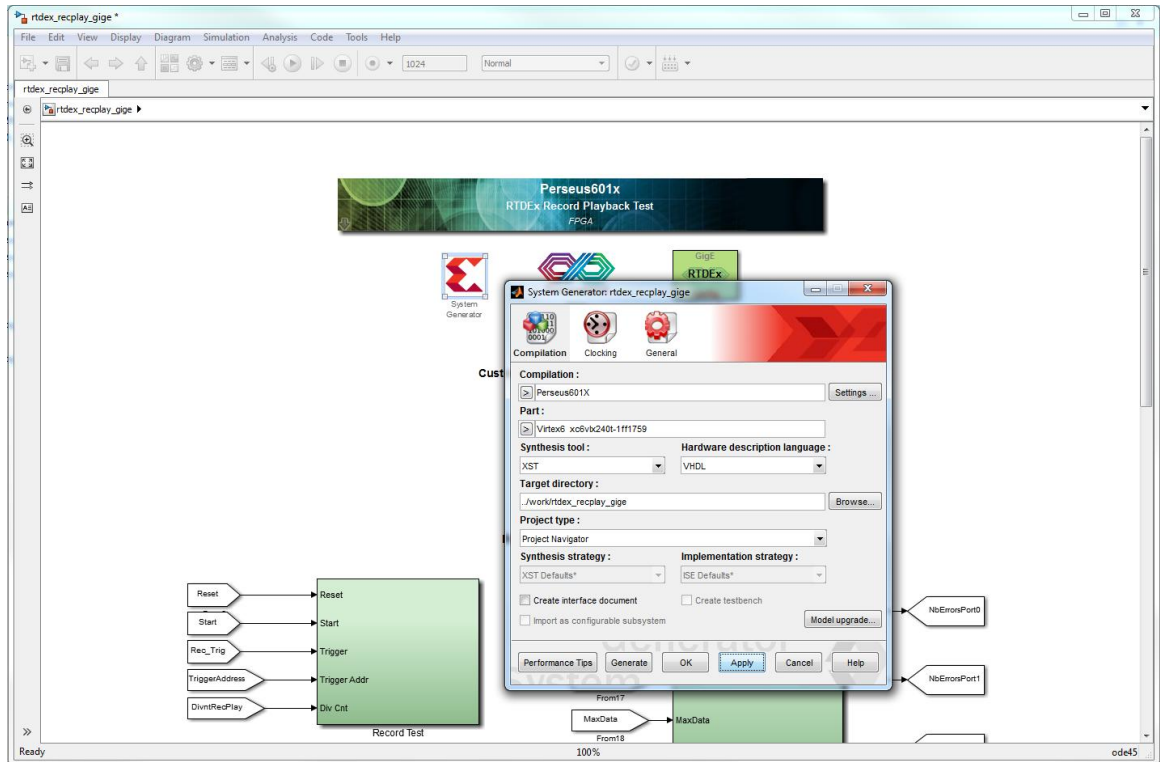 rtdex_recplay_gige *
File Edit View Display Diagram Simulation Analysis Code Tools Help
1024 Normal
rtdex_recplay_gige
rtdex_recplay_gige
Perseus601x
RTDEx Record Playback Test
FPGA
GigE
RTDEx
System
Generator
Cust
System Generator: rtdex_recplay_gige
Compilation Clocking General
Compilation :
> Perseus601X Settings ...
Part :
> Virtex6 xc6vlx240t-1ff1759
Synthesis tool : Hardware description language :
XST VHDL
Target directory :
../work/rtdex_recplay_gige Browse...
Project type :
Project Navigator
Synthesis strategy : Implementation strategy :
XST Defaults* ISE Defaults*
Create interface document Create testbench
Import as configurable subsystem Model upgrade...
Performance Tips Generate OK Apply Cancel Help
Reset Reset
Start Start
Rec_Trig Trigger
TriggerAddress Trigger Addr
DivntRecPlay Div Cnt
Record Test
NbErrorsPort0
NbErrorsPort1
From17
MaxData MaxData
From18
Ready 100% ode45